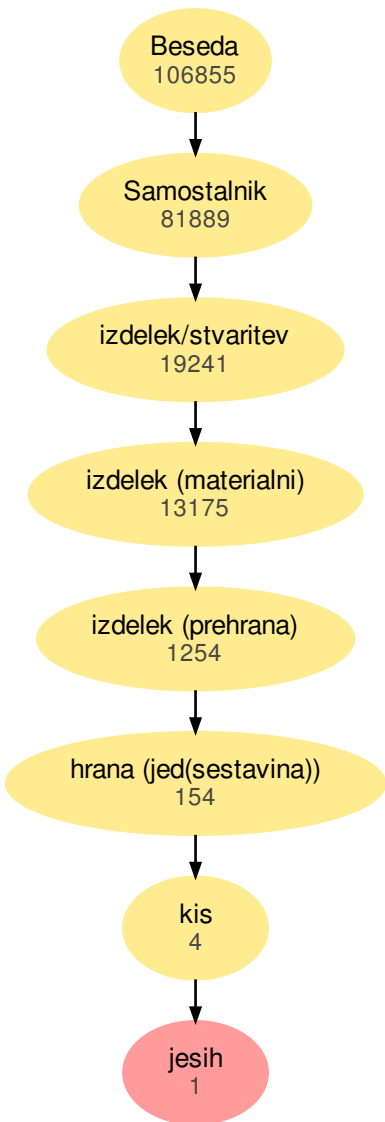 Beseda
106855
Samostalnik
81889
izdelek/stvaritev
19241
izdelek (materialni)
13175
izdelek (prehrana)
1254
hrana (jed(sestavina))
154
kis
4
jesih
1